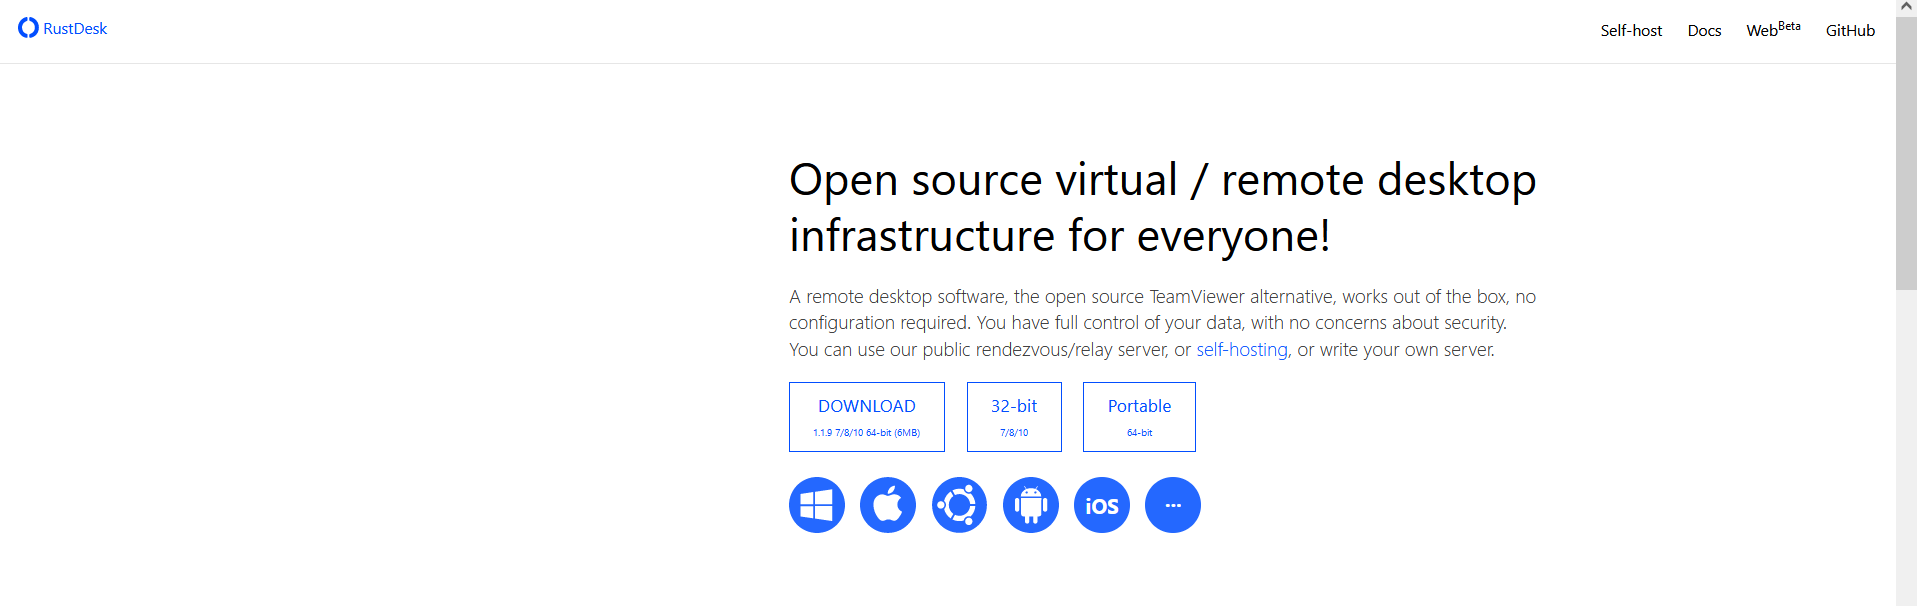 RustDesk
Self-host
Docs
WebBeta
GitHub
Open source virtual / remote desktop
infrastructure for everyone!
A remote desktop software, the open source TeamViewer alternative, works out of the box, no
configuration required. You have full control of your data, with no concerns about security.
You can use our public rendezvous/relay server, or self-hosting, or write your own server.
DOWNLOAD
1.1.9 7/8/10 64-bit (6MB)
32-bit
7/8/10
Portable
64-bit
iOS
...